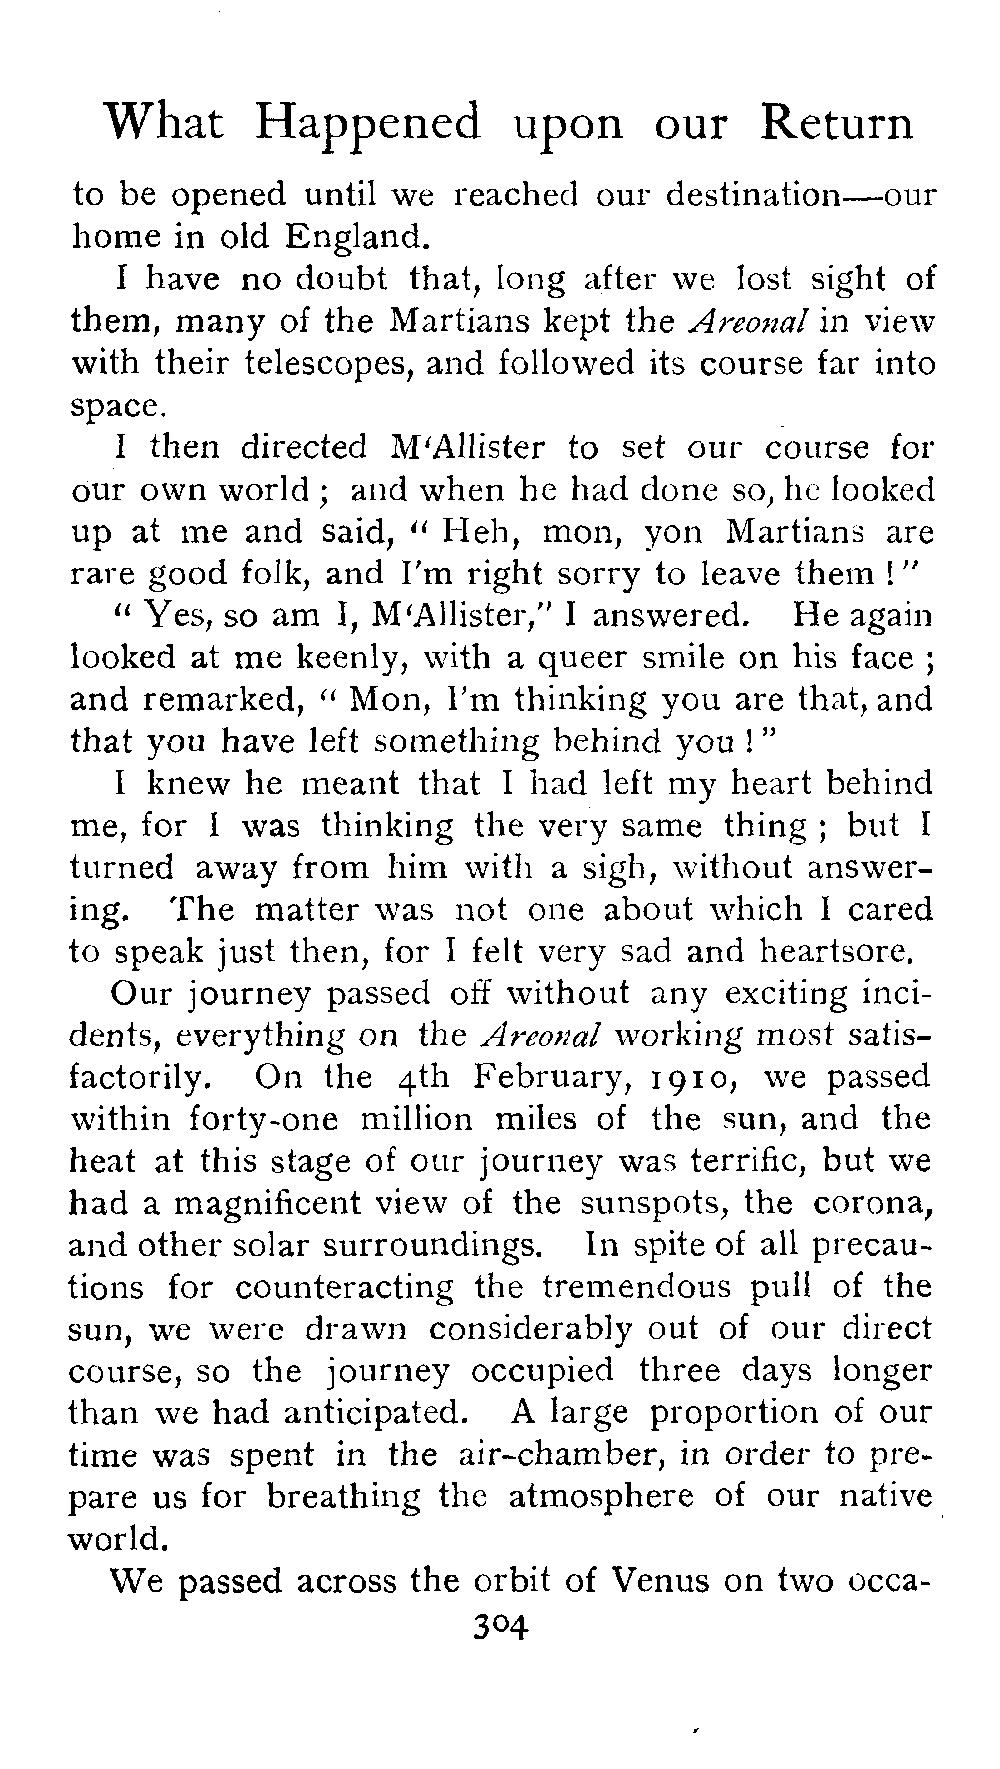 What Happened upon our Return
to be opened until we reached our destination—our
home in old England.
I have no doubt that, long after we lost sight of
them, many of the Martians kept the Areonal in view
with their telescopes, and followed its course far into
space.
I then directed M‘Allister to set our course for
our own world ; and when he had done so, he looked
up at me and said, “ Heh, mon, yon Martians are
rare good folk, and I’m right sorry to leave them ! ”
“ Yes, so am I, M‘Allister,” I answered. He again
looked at me keenly, with a queer smile on his face ;
and remarked, “ Mon, I’m thinking you are that, and
that you have left something behind you ! ”
I knew he meant that I had left my heart behind
me, for I was thinking the very same thing ; but I
turned away from him with a sigh, without answer-
ing. The matter was not one about which I cared
to speak just then, for I felt very sad and heartsore.
Our journey passed off without any exciting inci-
dents, everything on the Areonal working most satis-
factorily. On the 4th February, 1910, we passed
within forty-one million miles of the sun, and the
heat at this stage of our journey was terrific, but we
had a magnificent view of the sunspots, the corona,
and other solar surroundings. In spite of all precau-
tions for counteracting the tremendous pull of the
sun, we were drawn considerably out of our direct
course, so the journey occupied three days longer
than we had anticipated. A large proportion of our
time was spent in the air-chamber, in order to pre-
pare us for breathing the atmosphere of our native
world.
We passed across the orbit of Venus on two occa-
304